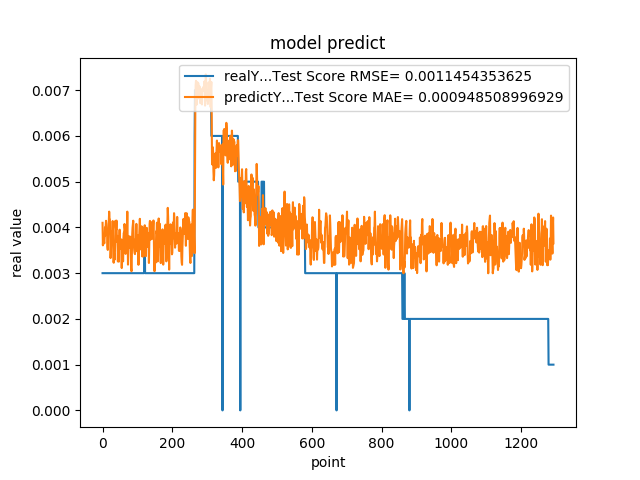 model predict
realY...Test Score RMSE= 0.0011454353625
predictY...Test Score MAE= 0.000948508996929
0.007
0.006
0.005
0.004
0.003
0.002
0.001
0.000
real value
0 200 400 600 800 1000 1200
point